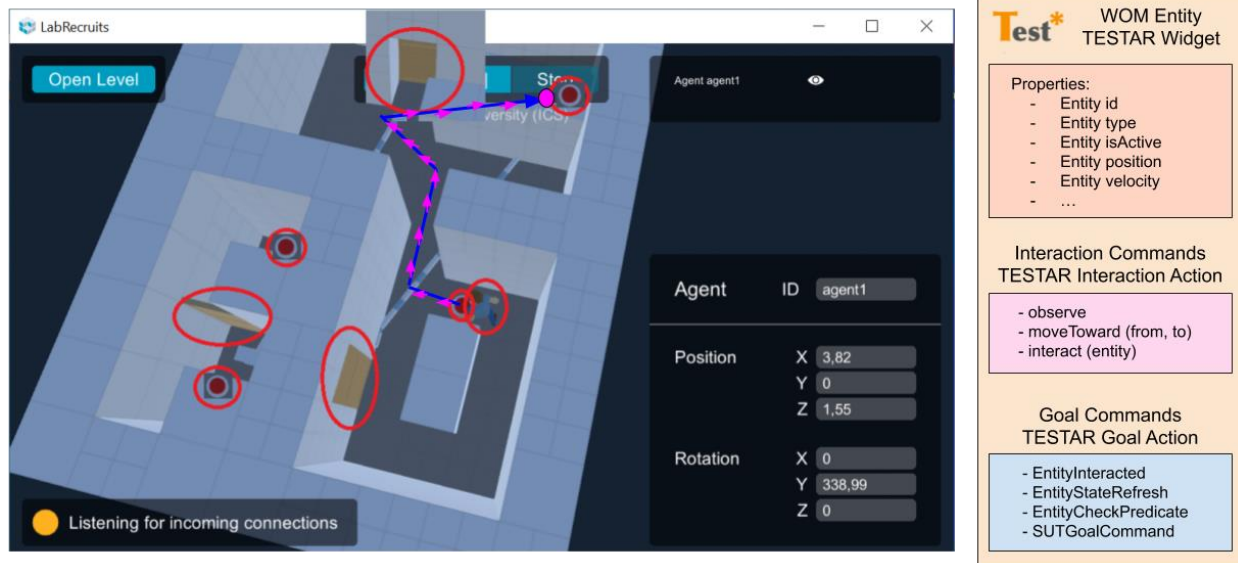 LabRecruits
Open Level
Agent agent1
versity (ICS)
Agent
ID
agent1
Position
X
3,82
Y
0
Z
1,55
Rotation
X
0
Y
338,99
Z
0
Listening for incoming connections
Test*
WOM Entity
TESTAR Widget
Properties:
- Entity id
- Entity type
- Entity isActive
- Entity position
- Entity velocity
- …
Interaction Commands
TESTAR Interaction Action
- observe
- moveToward (from, to)
- interact (entity)
Goal Commands
TESTAR Goal Action
- EntityInteracted
- EntityStateRefresh
- EntityCheckPredicate
- SUTGoalCommand